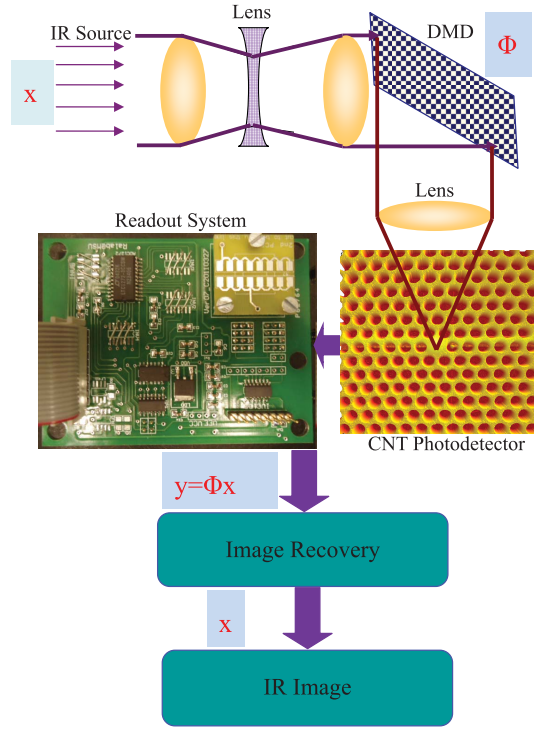 Lens
IR Source
DMD
Φ
x
Lens
Readout System
CNT Photodetector
y=Φx
Image Recovery
x
IR Image